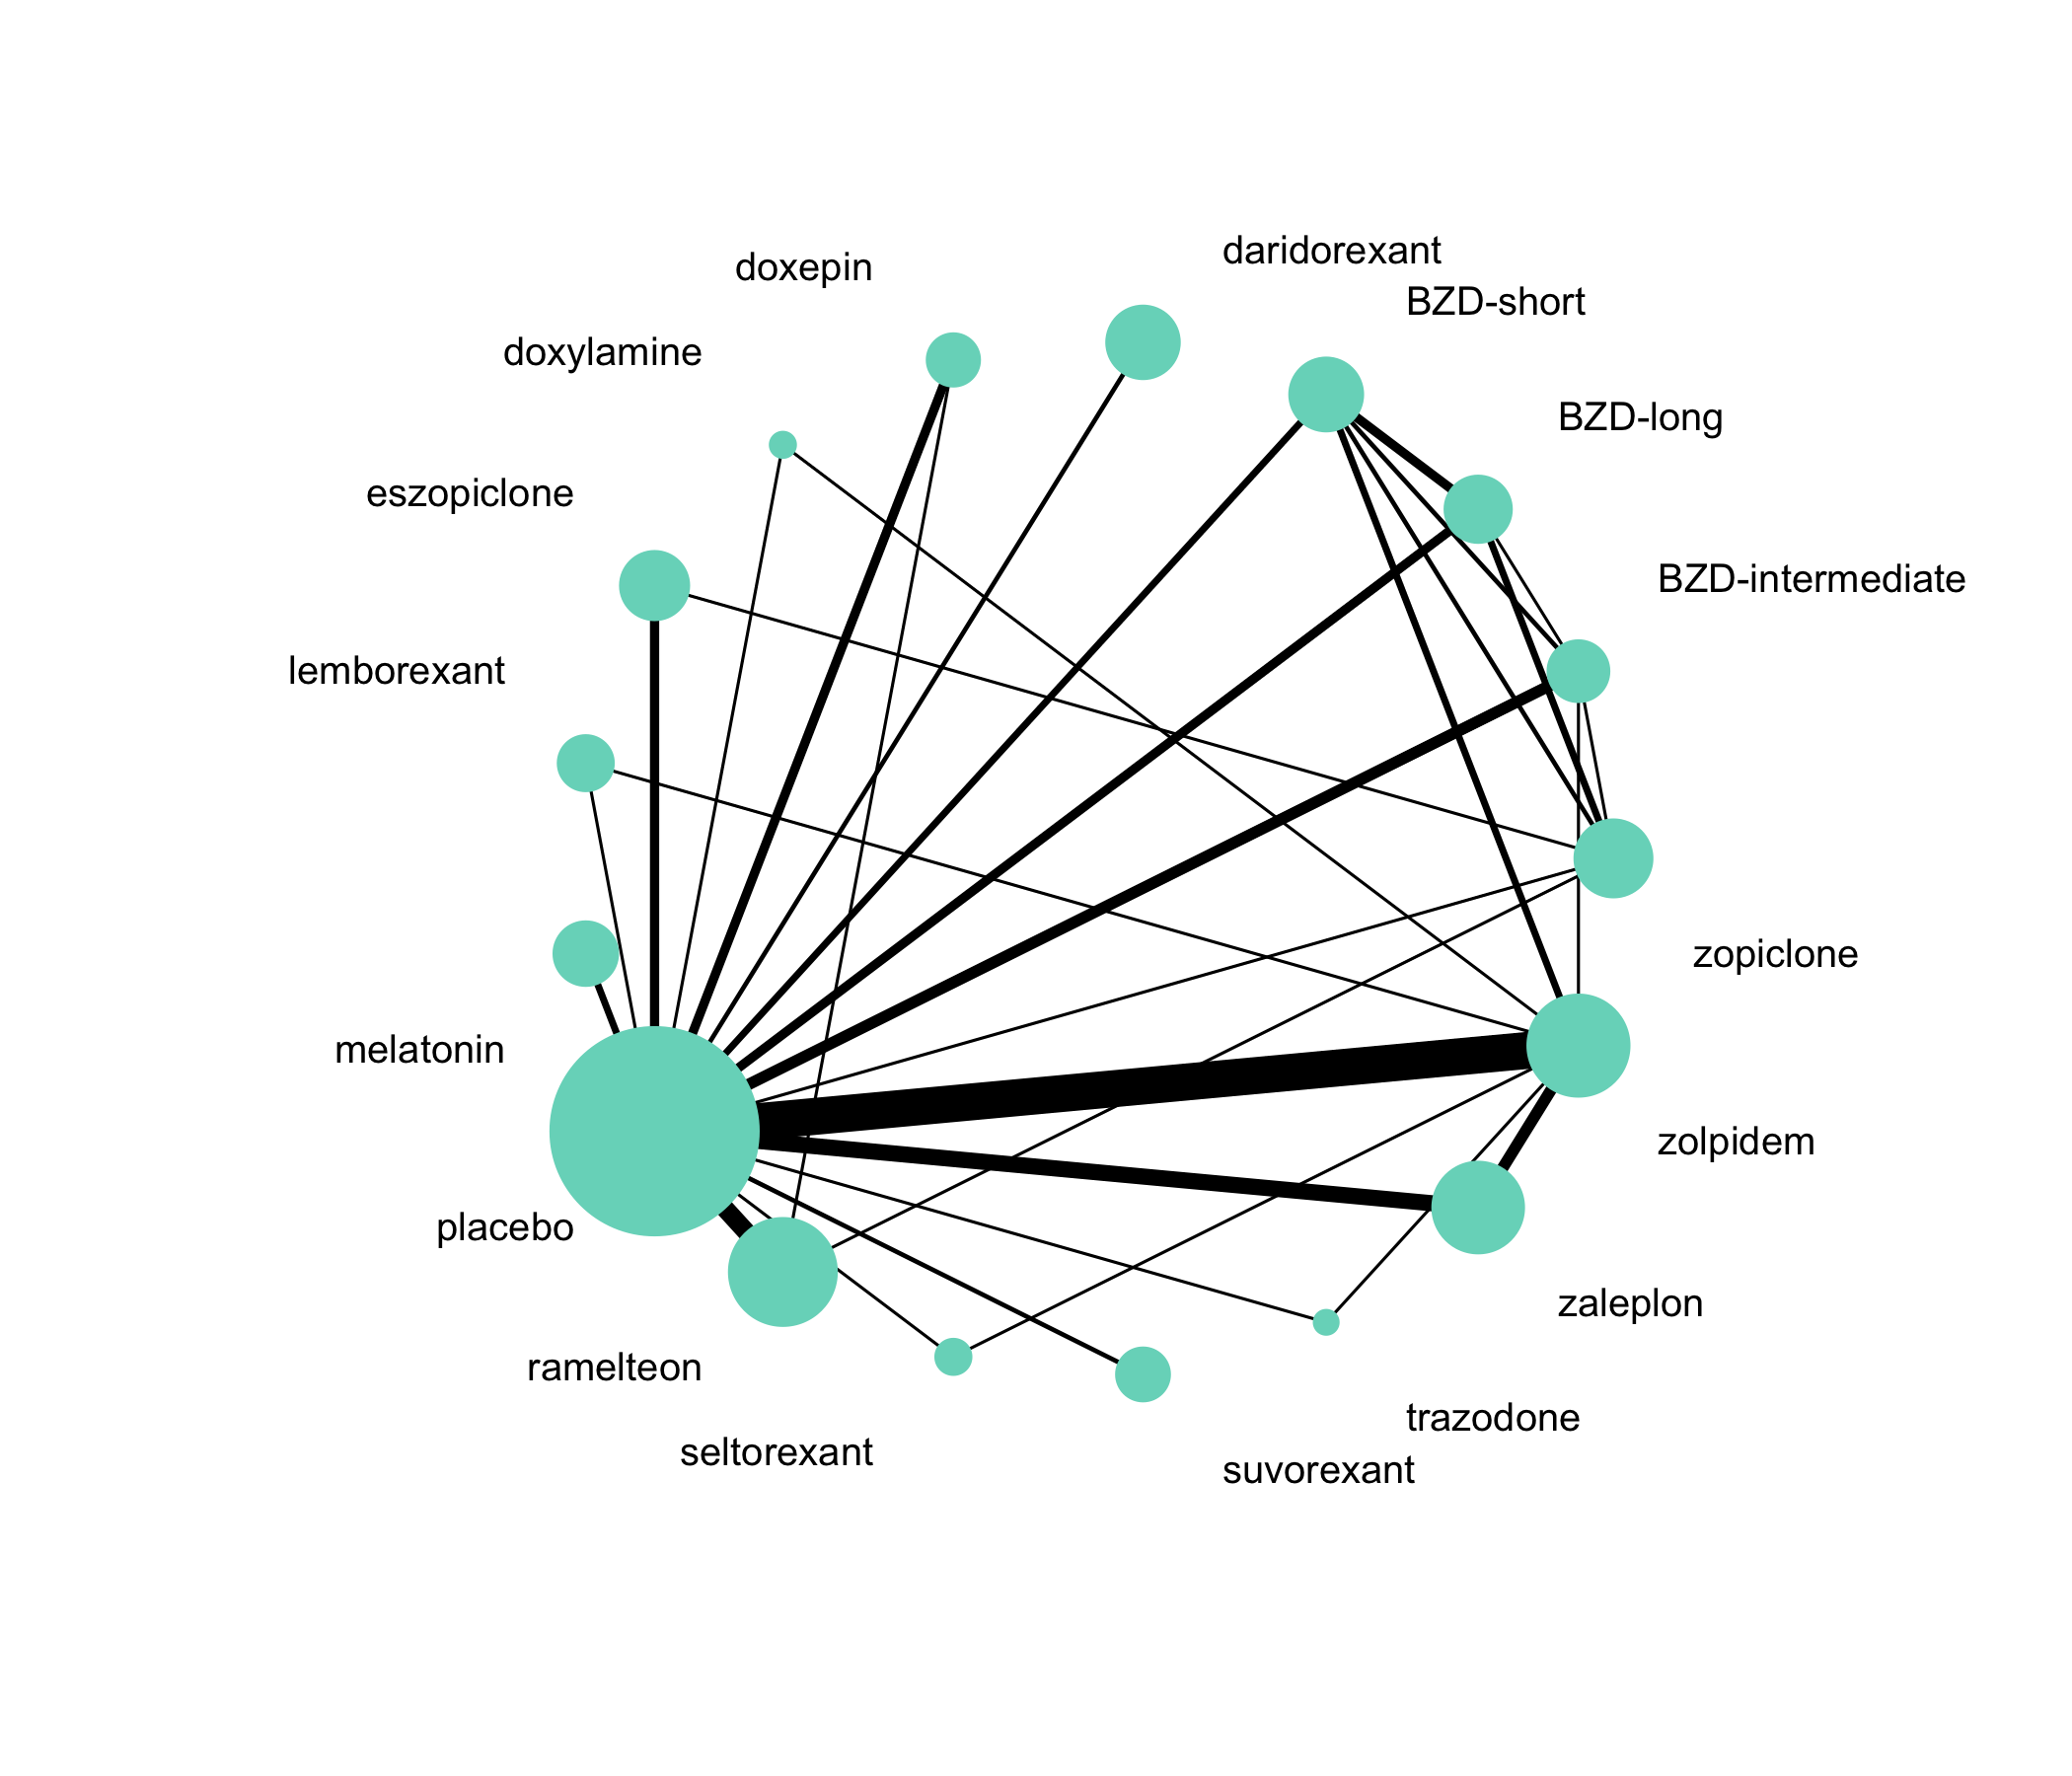 daridorexant
doxepin
BZD-short
doxylamine
BZD-long
eszopiclone
BZD-intermediate
lemborexant
zopiclone
melatonin
zolpidem
placebo
zaleplon
ramelteon
trazodone
seltorexant
suvorexant